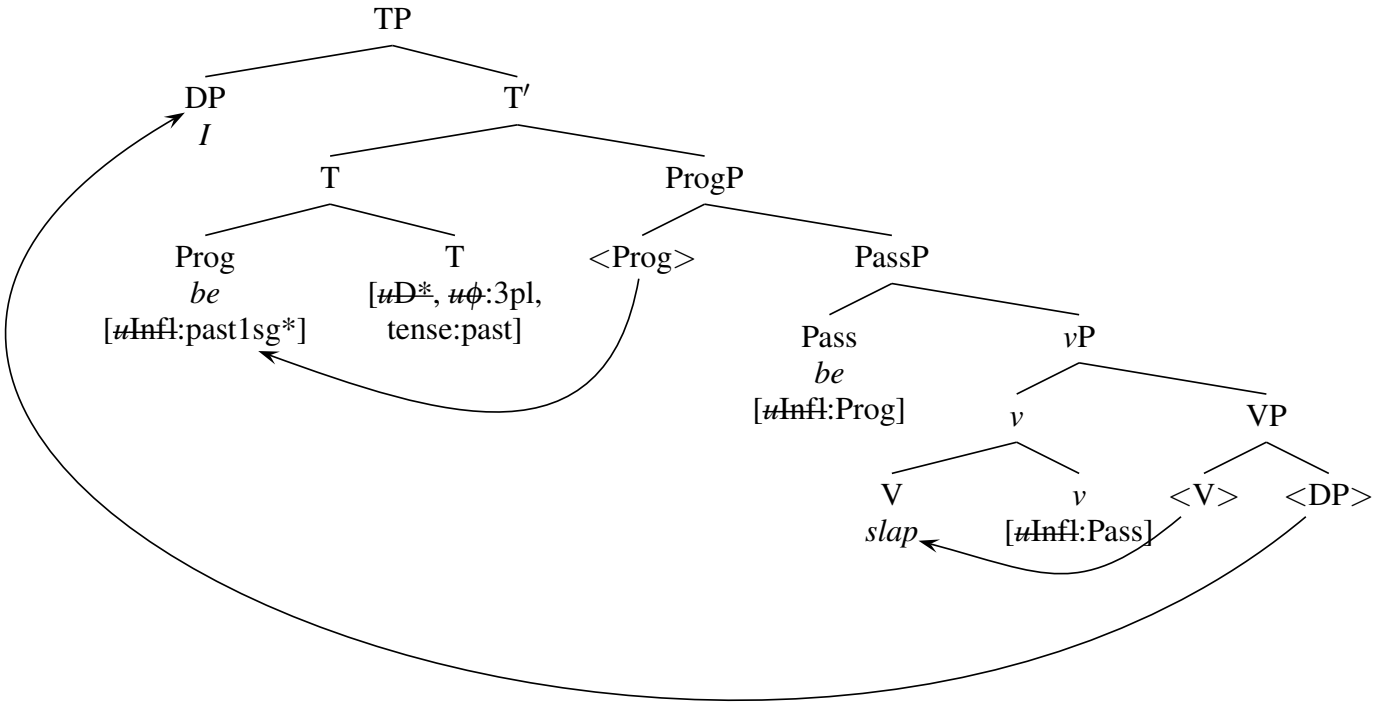 TP
DP T′
I
T ProgP
Prog T <Prog> PassP
be [uD*, uϕ:3pl,
[uInfl:past1sg*] tense:past]
Pass vP
be
[uInfl:Prog] v VP
V v <V> <DP>
slap [uInfl:Pass]